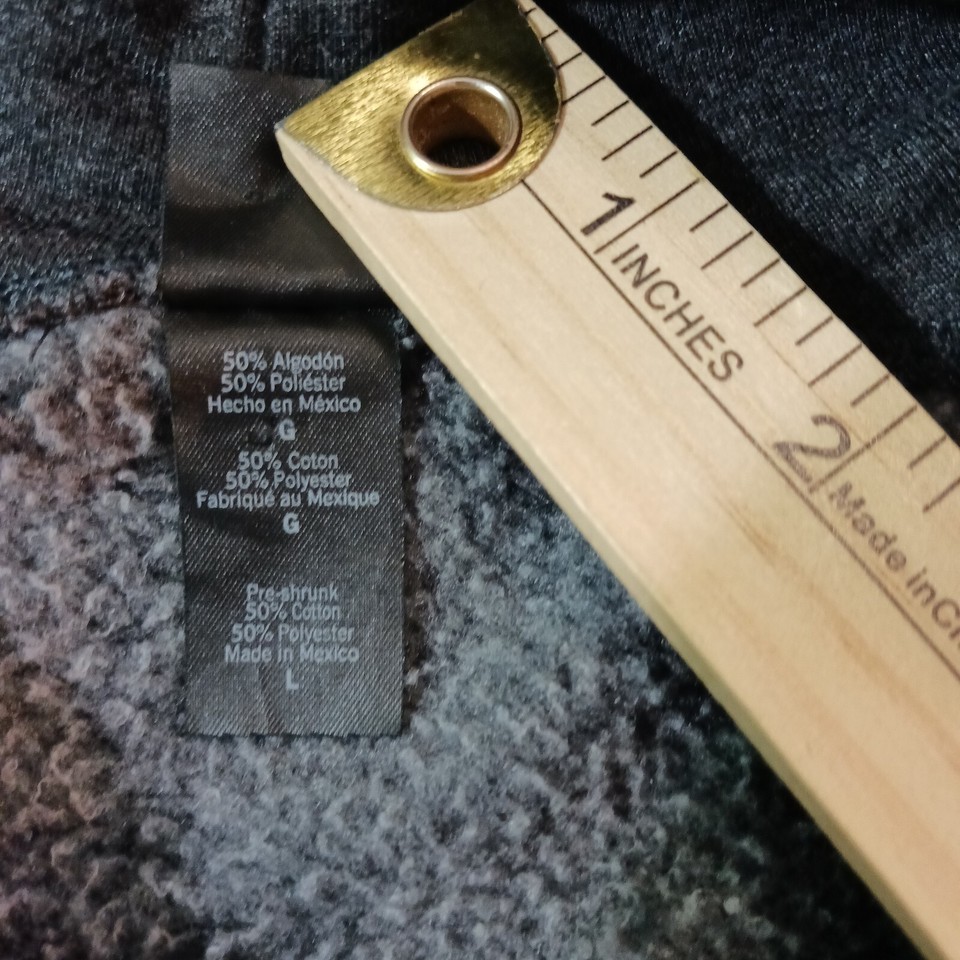 50% Algodón
50% Poliéster
Hecho en México
G
50% Coton
50% Polyester
Fabriqué au Mexique
G
Pre-shrunk
50% Cotton
50% Polyester
Made in Mexico
L
1
INCHES
2
Made in